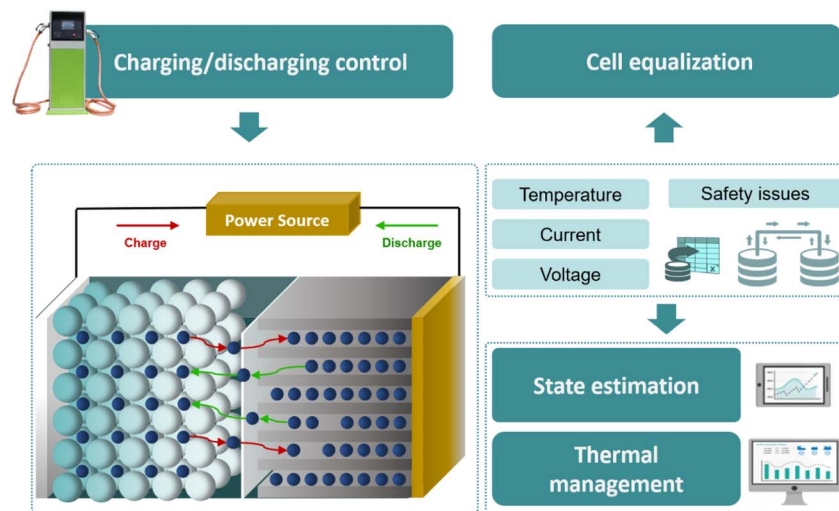 Charging/discharging control
Cell equalization
Power Source
Charge
Discharge
Temperature
Safety issues
Current
Voltage
State estimation
Thermal
management